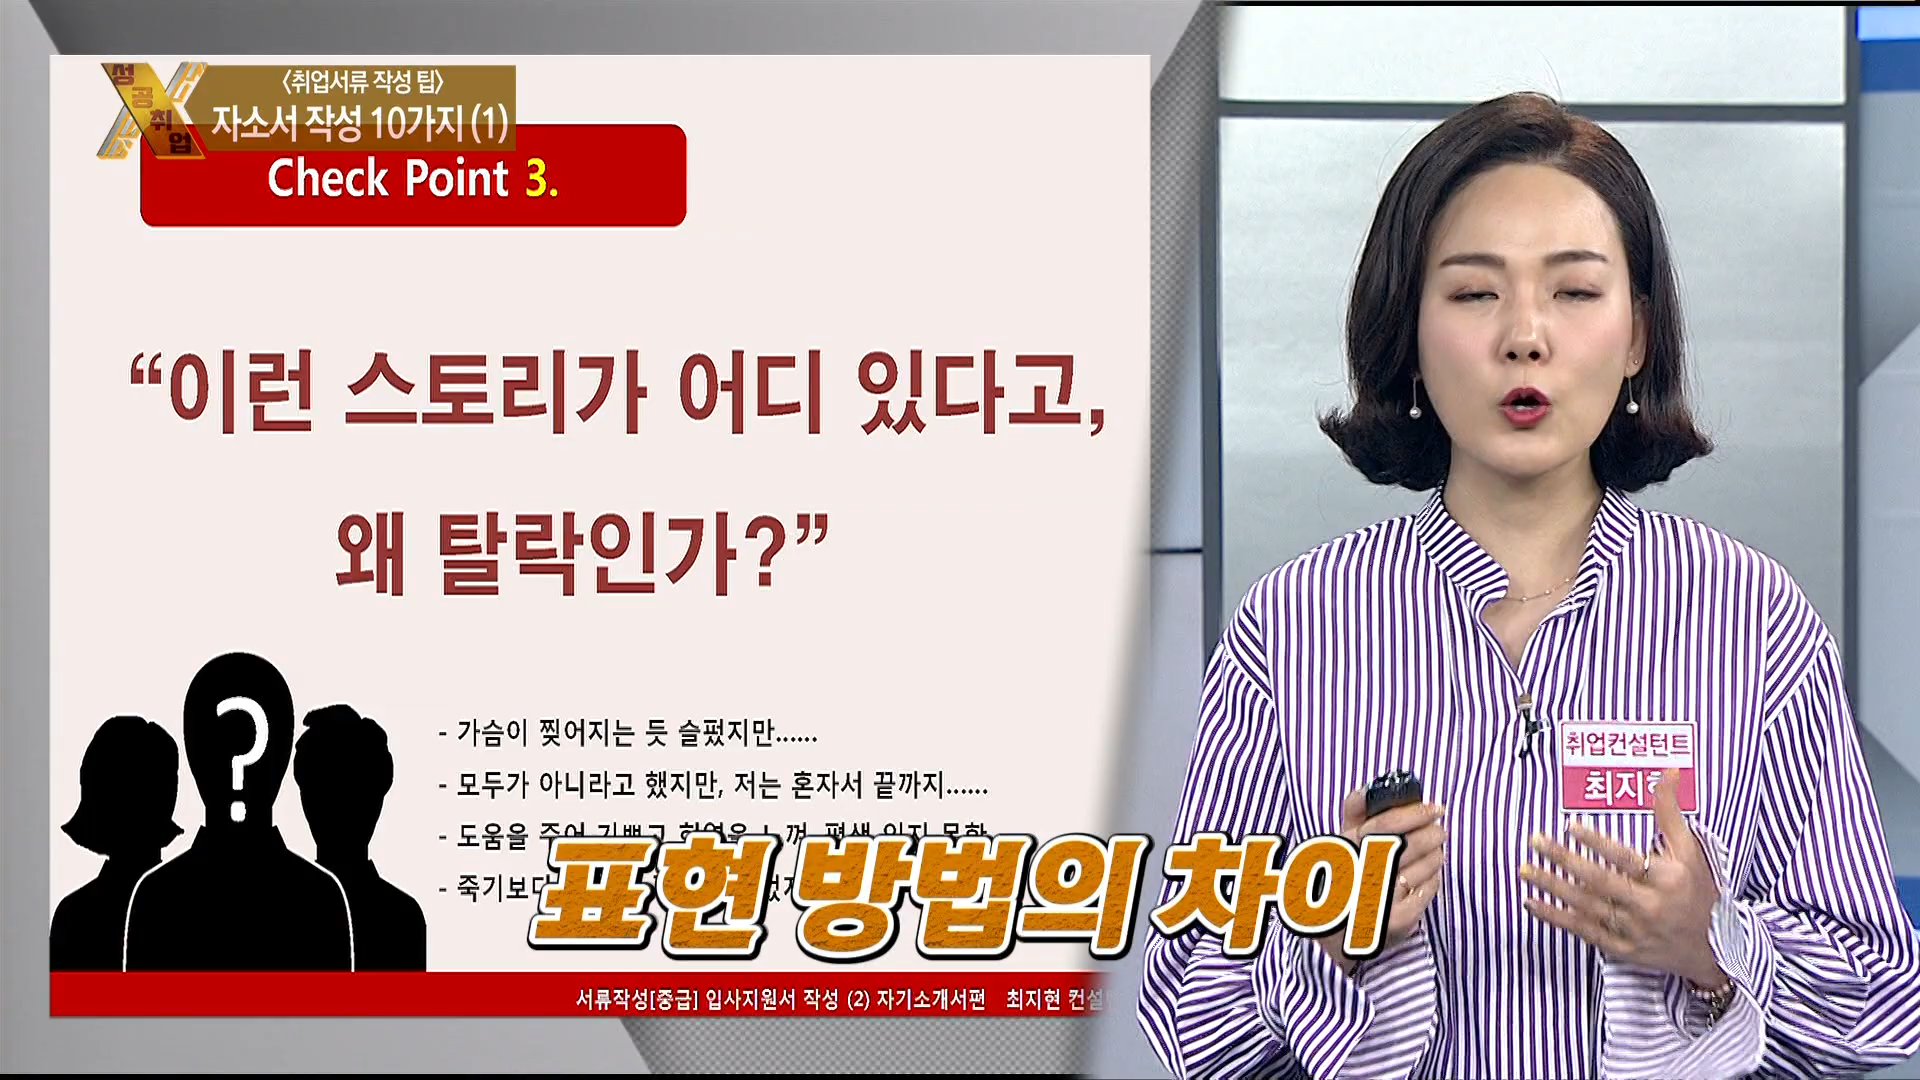 성공취업
<취업서류 작성 팁>
자소서 작성 10가지 (1)
Check Point 3.
“이런 스토리가 어디 있다고,
왜 탈락인가?”
?
- 가슴이 찢어지는 듯 슬펐지만......
- 모두가 아니라고 했지만, 저는 혼자서 끝까지......
- 도움을 주어
- 죽기보다
표현 방법의 차이
취업컨설턴트
최지현
서류작성[중급] 입사지원서 작성 (2) 자기소개서편 최지현